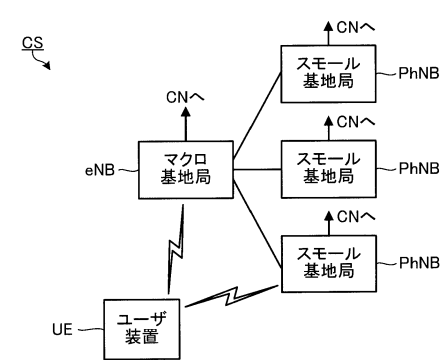 CS
CNへ
スモール
基地局
PhNB
CNへ
マクロ
基地局
eNB
CNへ
スモール
基地局
PhNB
CNへ
スモール
基地局
PhNB
ユーザ
装置
UE